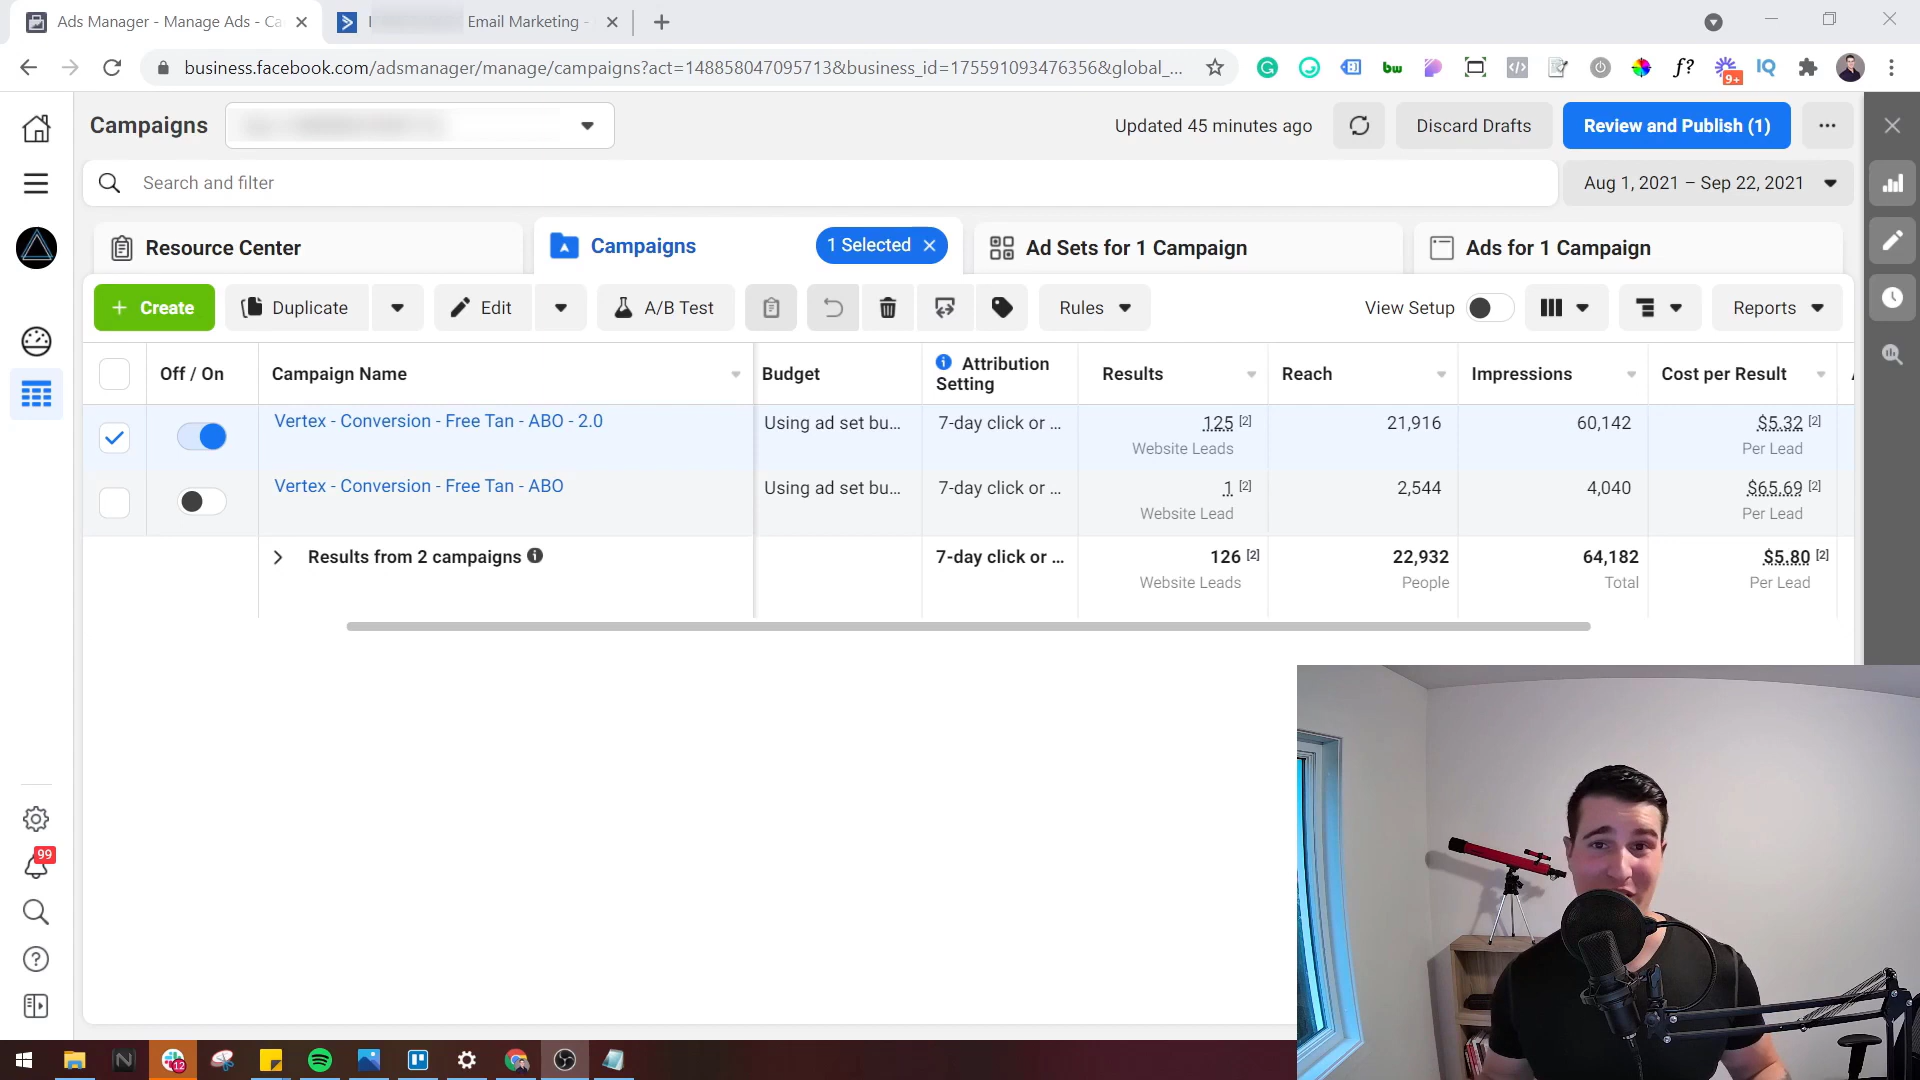 Ads Manager - Manage Ads - Ca
Email Marketing -
business.facebook.com/adsmanager/manage/campaigns?act=148858047095713&business_id=175591093476356&global_...
bw
f?
9+
IQ
Campaigns
Updated 45 minutes ago
Discard Drafts
Review and Publish (1)
Search and filter
Aug 1, 2021 – Sep 22, 2021
Resource Center
Campaigns
1 Selected
Ad Sets for 1 Campaign
Ads for 1 Campaign
+ Create
Duplicate
Edit
A/B Test
Rules
View Setup
Reports
Off / On
Campaign Name
Budget
Attribution Setting
Results
Reach
Impressions
Cost per Result
Vertex - Conversion - Free Tan - ABO - 2.0
Using ad set bu...
7-day click or ...
125 [2]
Website Leads
21,916
60,142
$5.32 [2]
Per Lead
Vertex - Conversion - Free Tan - ABO
Using ad set bu...
7-day click or ...
1 [2]
Website Lead
2,544
4,040
$65.69 [2]
Per Lead
Results from 2 campaigns
7-day click or ...
126 [2]
Website Leads
22,932
People
64,182
Total
$5.80 [2]
Per Lead
99
12